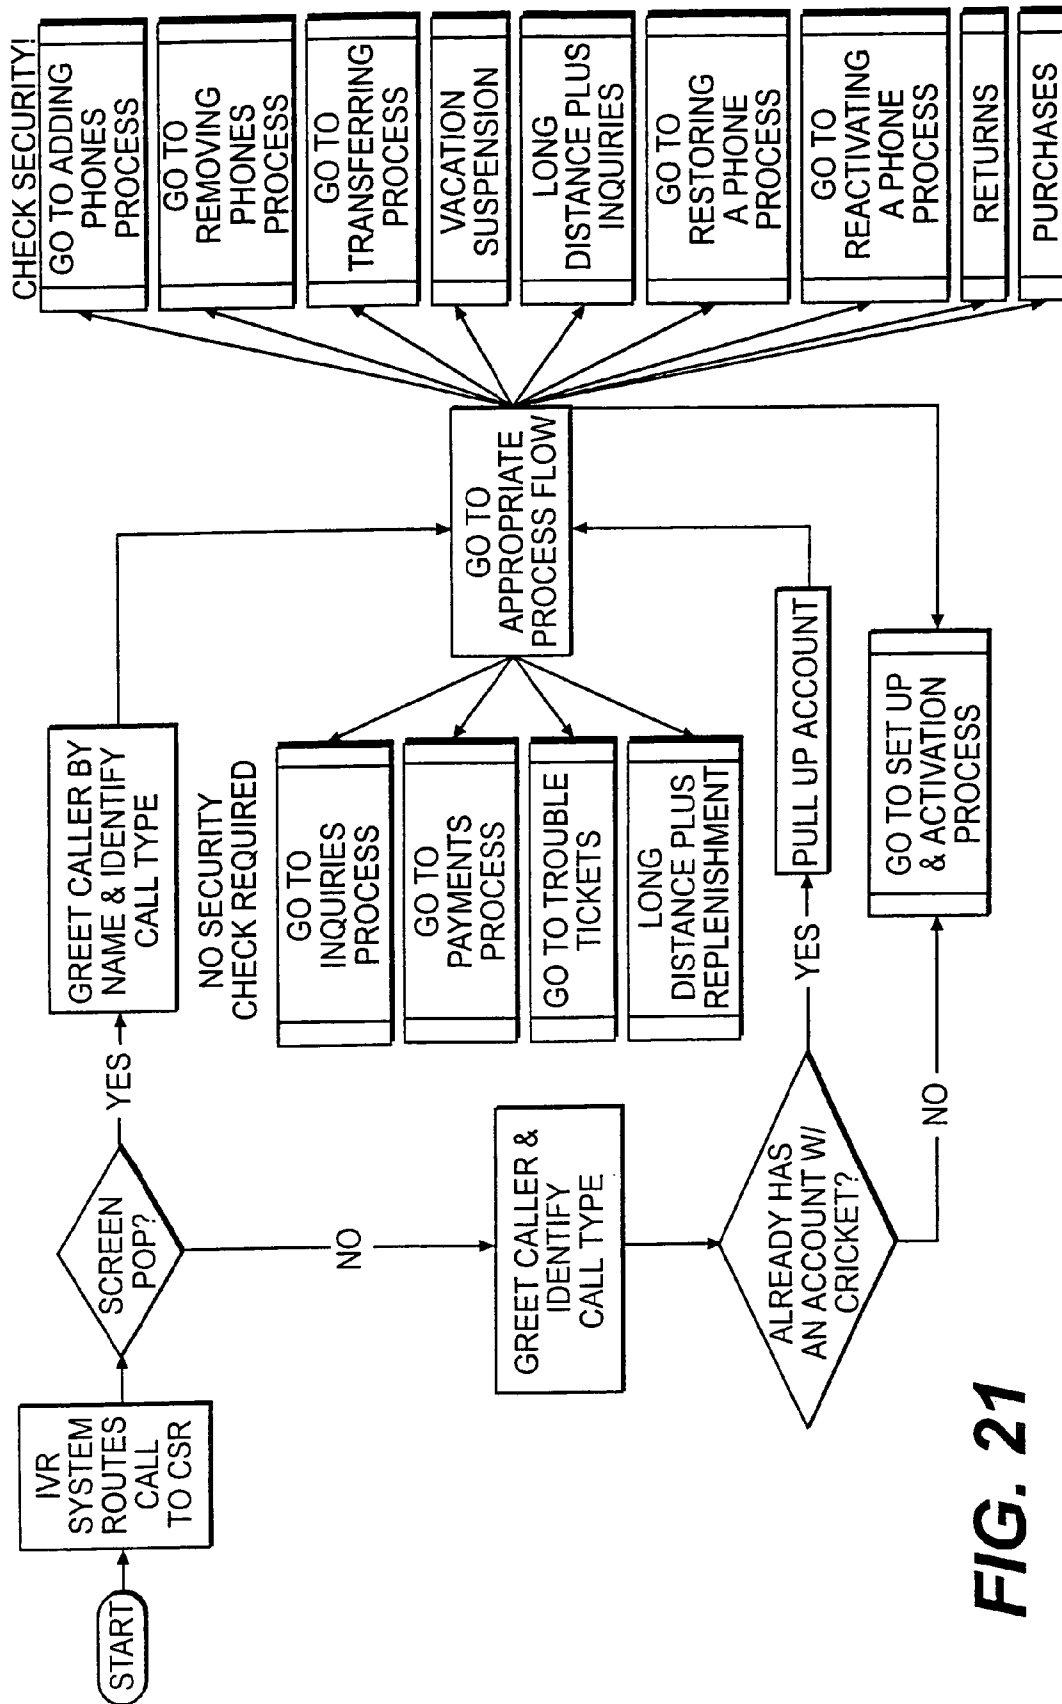 START
IVR
SYSTEM
ROUTES
CALL
TO CSR
SCREEN
POP?
YES
GREET CALLER BY
NAME & IDENTIFY
CALL TYPE
NO
GREET CALLER &
IDENTIFY
CALL TYPE
ALREADY HAS
AN ACCOUNT W/
CRICKET?
YES
PULL UP ACCOUNT
NO
GO TO SET UP
& ACTIVATION
PROCESS
NO SECURITY
CHECK REQUIRED
GO TO
INQUIRIES
PROCESS
GO TO
PAYMENTS
PROCESS
GO TO TROUBLE
TICKETS
LONG
DISTANCE PLUS
REPLENISHMENT
GO TO
APPROPRIATE
PROCESS FLOW
CHECK SECURITY!
GO TO ADDING
PHONES
PROCESS
GO TO
REMOVING
PHONES
PROCESS
GO TO
TRANSFERRING
PROCESS
VACATION
SUSPENSION
LONG
DISTANCE PLUS
INQUIRIES
GO TO
RESTORING
A PHONE
PROCESS
GO TO
REACTIVATING
A PHONE
PROCESS
RETURNS
PURCHASES
FIG. 21